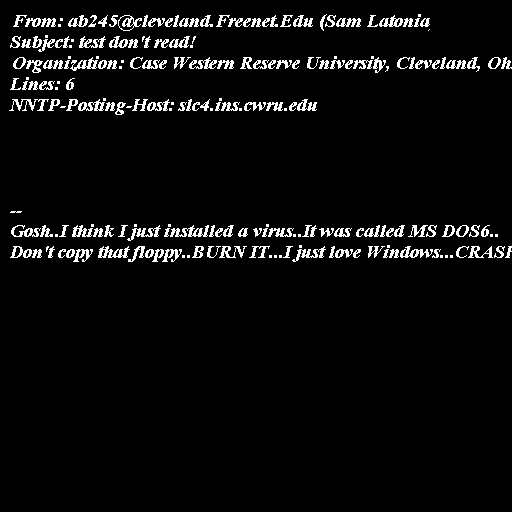 From: ab245@cleveland.Freenet.Edu (Sam Latonia)
Subject: test don't read!
Organization: Case Western Reserve University, Cleveland, Oh
Lines: 6
NNTP-Posting-Host: slc4.ins.cwru.edu
--
Gosh..I think I just installed a virus..It was called MS DOS6..
Don't copy that floppy..BURN IT...I just love Windows...CRASH